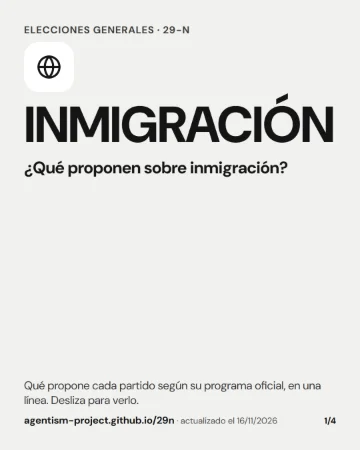 ELECCIONES GENERALES · 29-N
INMIGRACIÓN
¿Qué proponen sobre inmigración?
Qué propone cada partido según su programa oficial, en una
línea. Desliza para verlo.
agentism-project.github.io/29n · actualizado el 16/11/2026
1/4